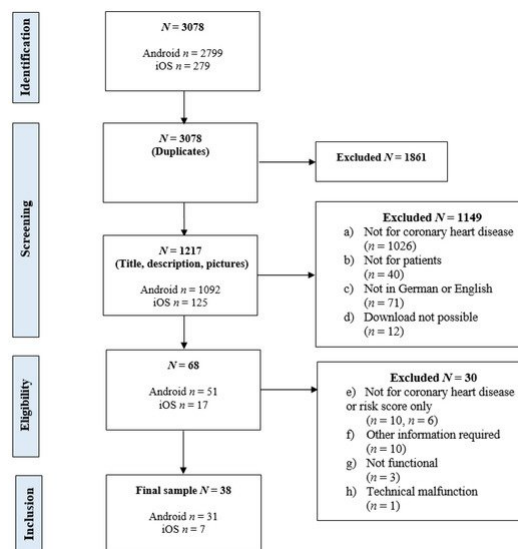 Identification
N = 3078
Android n = 2799
iOS n = 279
Screening
N = 3078
(Duplicates)
Excluded N = 1861
N = 1217
(Title, description, pictures)
Android n = 1092
iOS n = 125
Excluded N = 1149
a) Not for coronary heart disease
(n = 1026)
b) Not for patients
(n = 40)
c) Not in German or English
(n = 71)
d) Download not possible
(n = 12)
Eligibility
N = 68
Android n = 51
iOS n = 17
Excluded N = 30
e) Not for coronary heart disease
or risk score only
(n = 10, n = 6)
f) Other information required
(n = 10)
g) Not functional
(n = 3)
h) Technical malfunction
(n = 1)
Inclusion
Final sample N = 38
Android n = 31
iOS n = 7